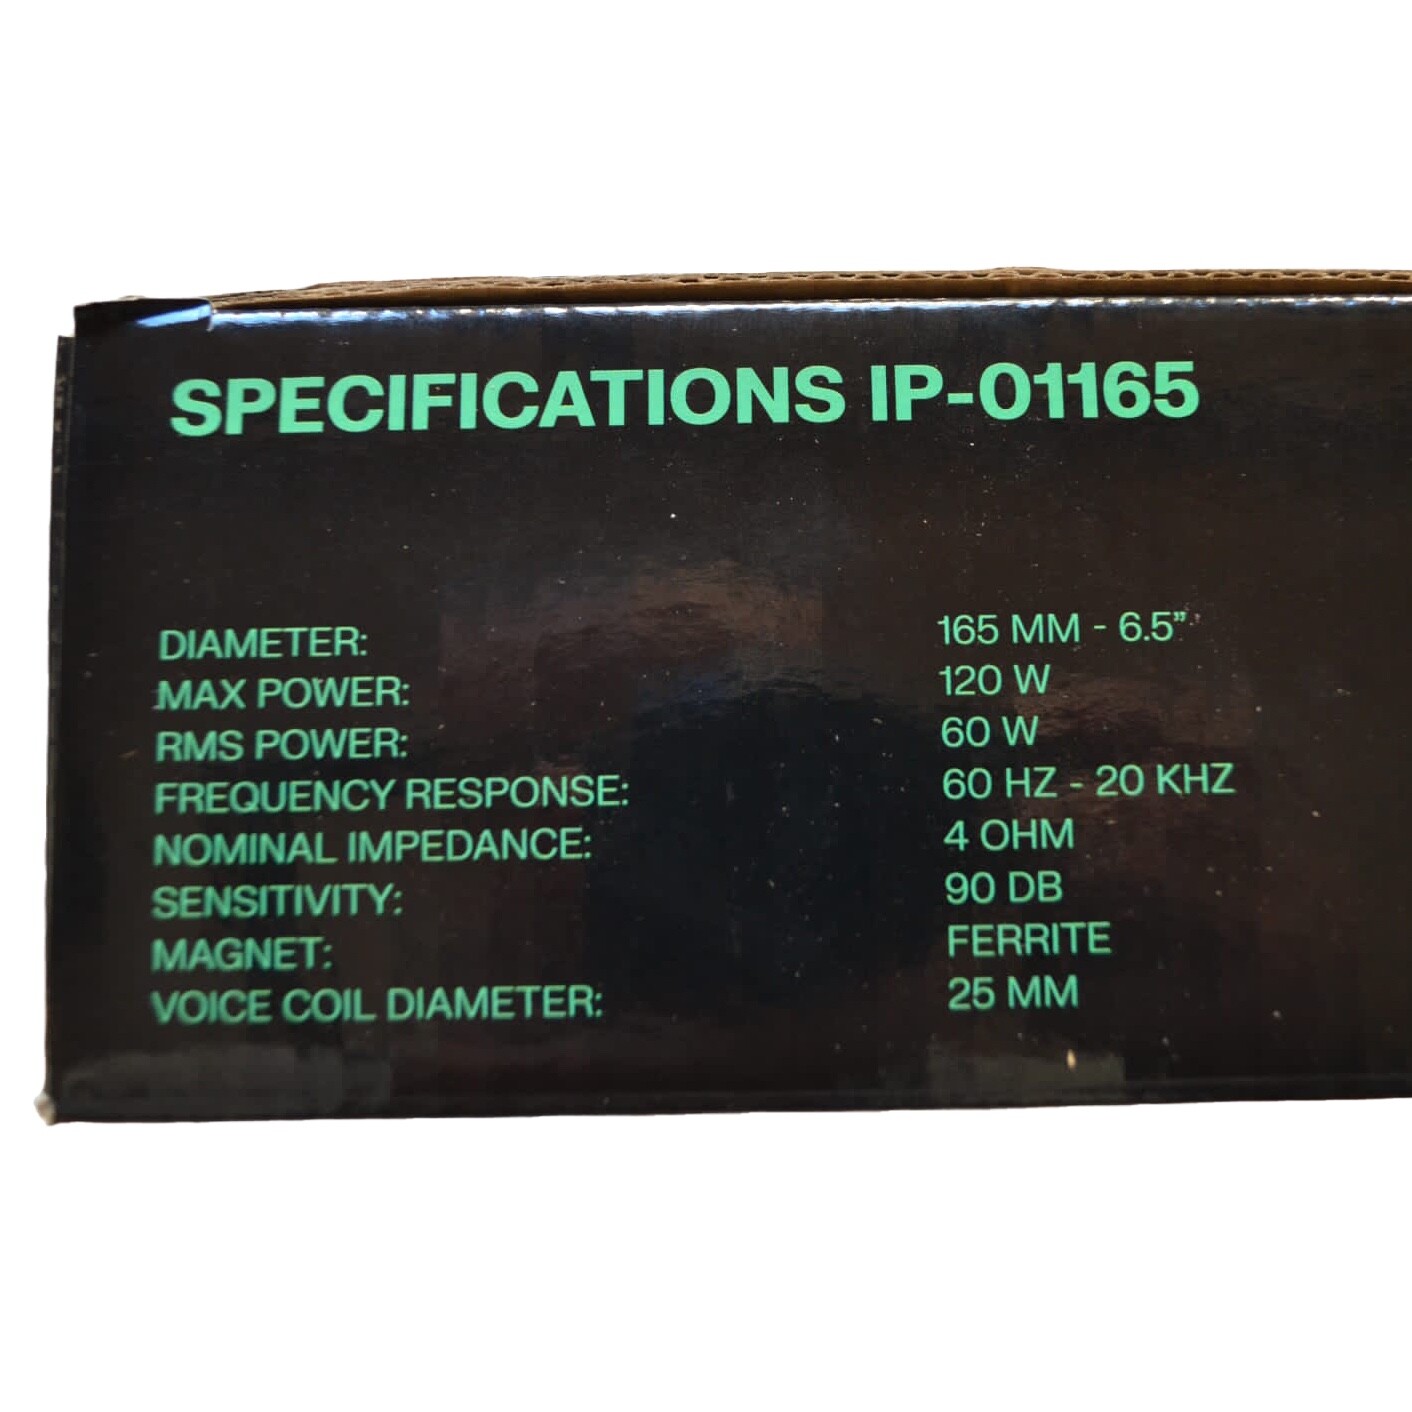 SPECIFICATIONS IP-01165
DIAMETER: 165 MM - 6.5”
MAX POWER: 120 W
RMS POWER: 60 W
FREQUENCY RESPONSE: 60 HZ - 20 KHZ
NOMINAL IMPEDANCE: 4 OHM
SENSITIVITY: 90 DB
MAGNET: FERRITE
VOICE COIL DIAMETER: 25 MM